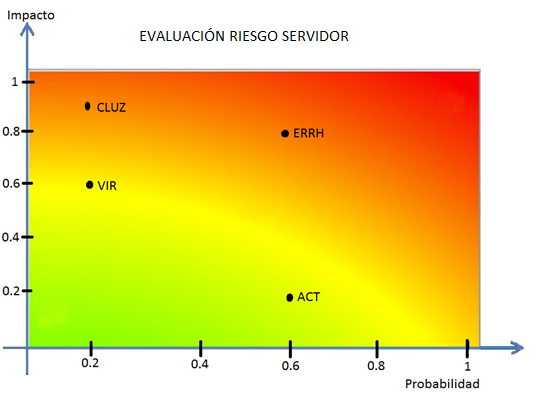 Impacto
EVALUACIÓN RIESGO SERVIDOR
1
CLUZ
0.8
ERRH
0.6
VIR
0.4
0.2
ACT
0.2
0.4
0.6
0.8
1
Probabilidad